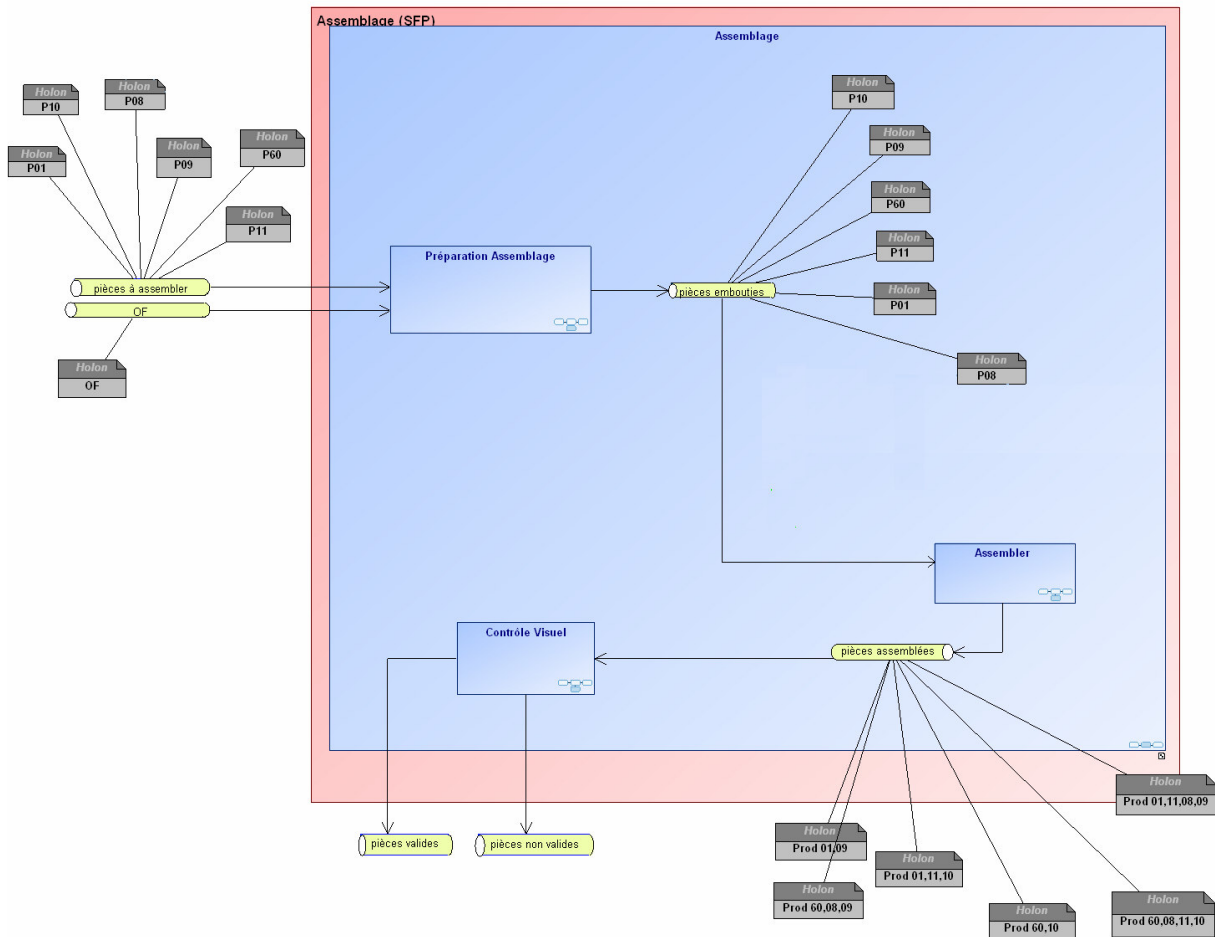 Assemblage (SFP)
Assemblage
Holon
P10
Holon
P08
Holon
P01
Holon
P09
Holon
P60
Holon
P11
pièces à assembler
OF
Holon
OF
Préparation Assemblage
pièces embouties
Holon
P10
Holon
P09
Holon
P60
Holon
P11
Holon
P01
Holon
P08
Assembler
Contrôle Visuel
pièces assemblées
pièces valides
pièces non valides
Holon
Prod 01,11,08,09
Holon
Prod 01,09
Holon
Prod 01,11,10
Holon
Prod 60,08,09
Holon
Prod 60,10
Holon
Prod 60,08,11,10